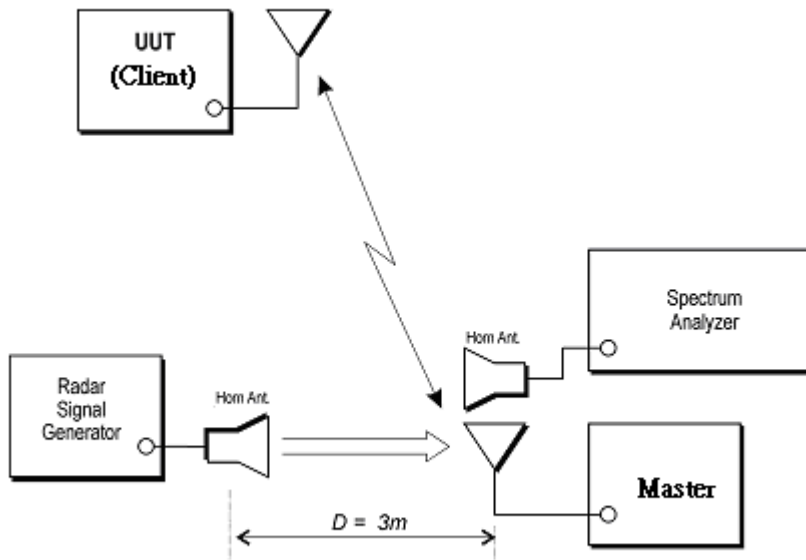 UUT
(Client)
Spectrum
Analyzer
Horn Ant.
Radar
Signal
Generator
Horn Ant.
Master
D = 3m